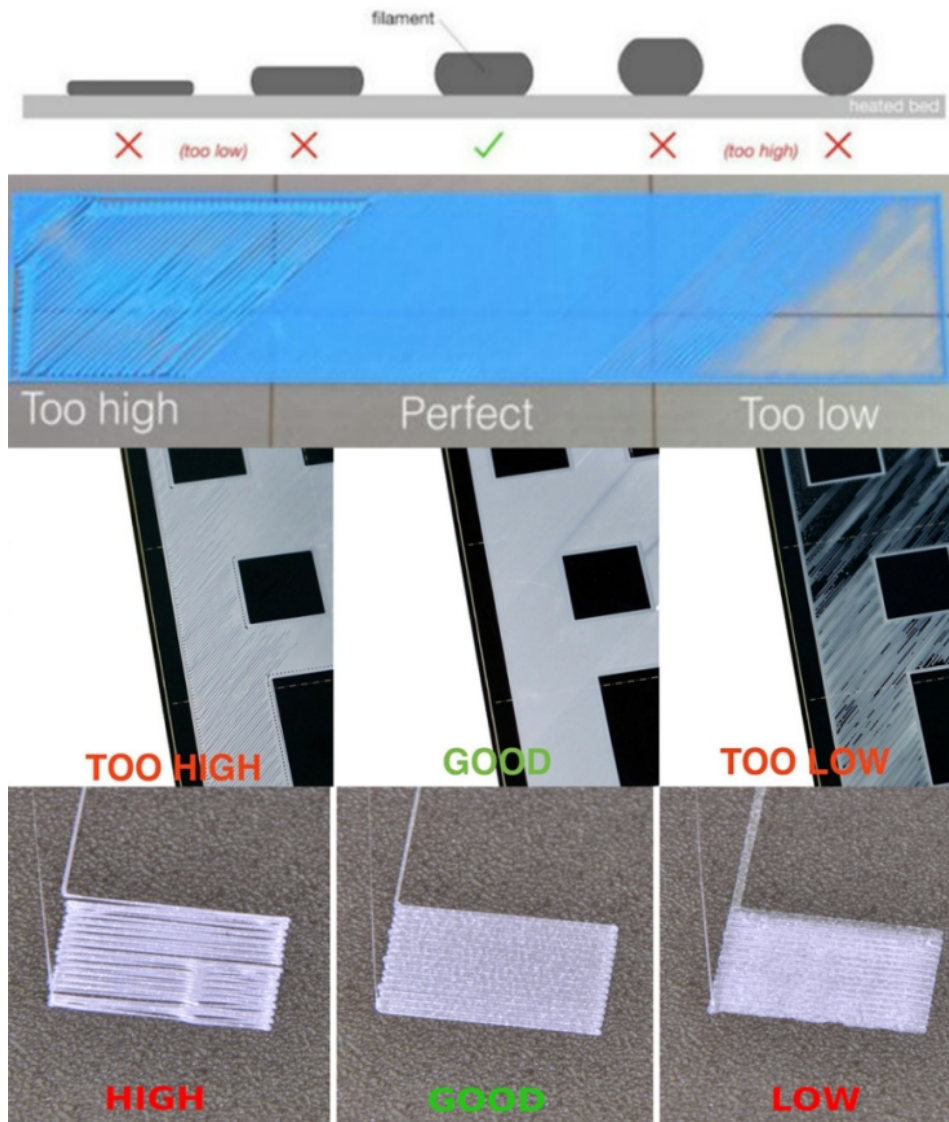 filament
heated bed
(too low)
(too high)
Too high
Perfect
Too low
TOO HIGH
GOOD
TOO LOW
HIGH
GOOD
LOW